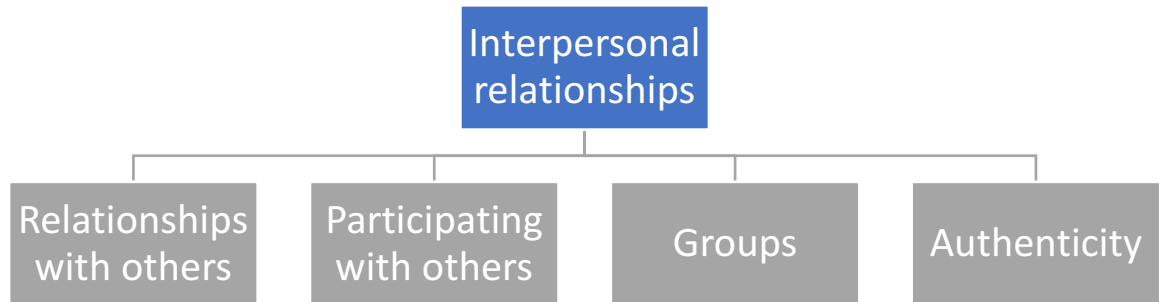 Interpersonal
relationships
Relationships
with others
Participating
with others
Groups
Authenticity